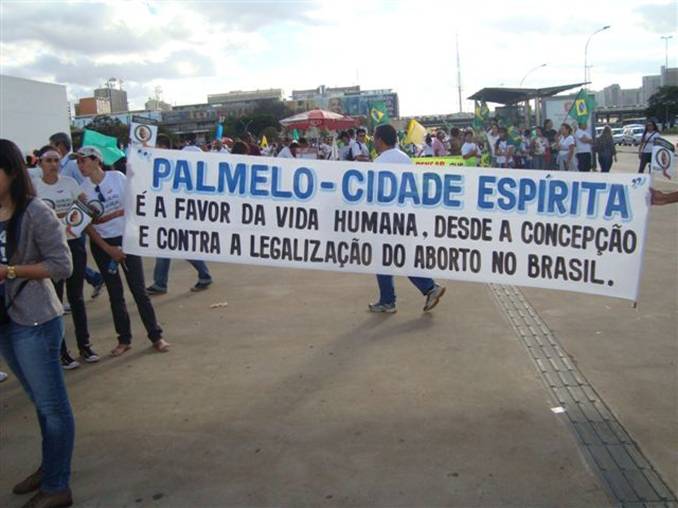 "PALMELO - CIDADE ESPÍRITA"
É A FAVOR DA VIDA HUMANA, DESDE A CONCEPÇÃO
E CONTRA A LEGALIZAÇÃO DO ABORTO NO BRASIL.